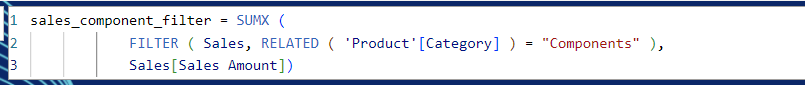 1 sales_component_filter = SUMX (
2 FILTER ( Sales, RELATED ( 'Product'[Category] ) = "Components" ),
3 Sales[Sales Amount])